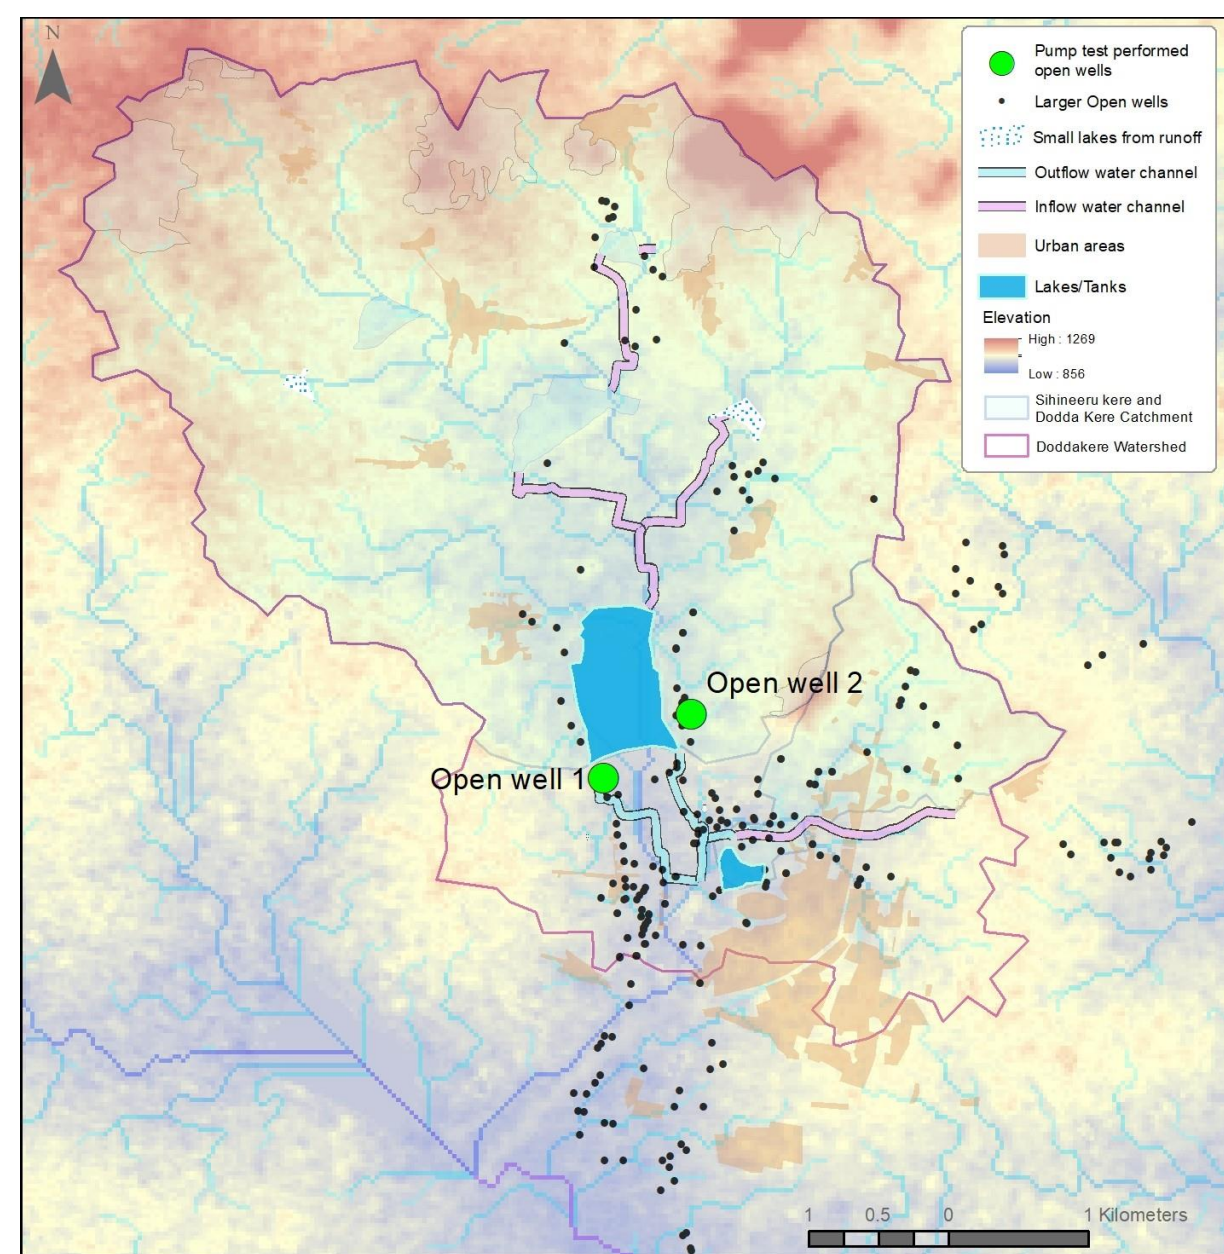 N
Pump test performed
open wells
Larger Open wells
Small lakes from runoff
Outflow water channel
Inflow water channel
Urban areas
Lakes/Tanks
Elevation
High : 1269
Low : 856
Sihineeru kere and
Dodda Kere Catchment
Doddakere Watershed
Open well 2
Open well 1
1 0.5 0 1 Kilometers